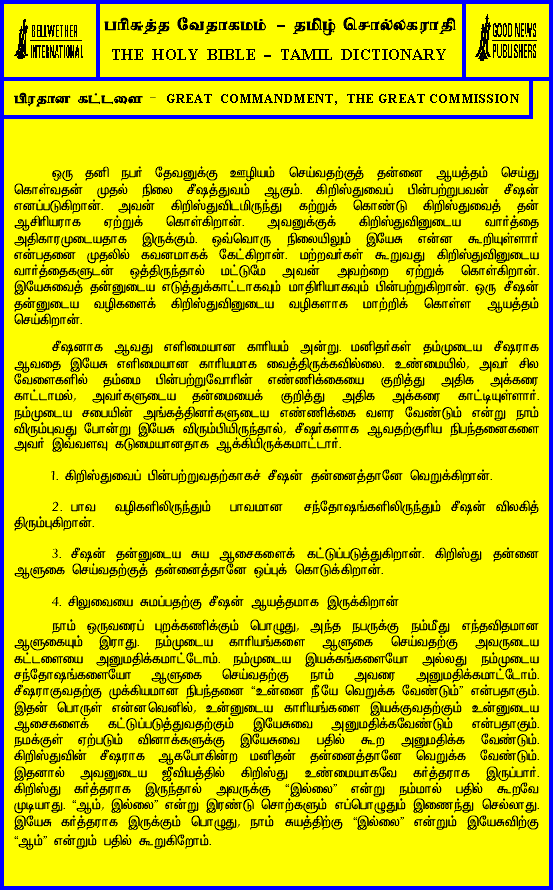 BELLWETHER
INTERNATIONAL
பரிசுத்த வேதாகமம் – தமிழ் சொல்லகராதி
THE HOLY BIBLE – TAMIL DICTIONARY
GOOD NEWS
PUBLISHERS
பிரதான கட்டளை – GREAT COMMANDMENT, THE GREAT COMMISSION
ஒரு தனி நபர் தேவனுக்கு ஊழியம் செய்வதற்குத் தன்னை ஆயத்தம் செய்து
கொள்வதன் முதல் நிலை சீஷத்துவம் ஆகும். கிறிஸ்துவைப் பின்பற்றுபவன் சீஷன்
எனப்படுகிறான். அவன் கிறிஸ்துவிடமிருந்து கற்றுக் கொண்டு கிறிஸ்துவைத் தன்
ஆசிரியராக ஏற்றுக் கொள்கிறான். அவனுக்குக் கிறிஸ்துவினுடைய வார்த்தை
அதிகாரமுடையதாக இருக்கும். ஒவ்வொரு நிலையிலும் இயேசு என்ன கூறியுள்ளார்
என்பதனை முதலில் கவனமாகக் கேட்கிறான். மற்றவர்கள் கூறுவது கிறிஸ்துவினுடைய
வார்த்தைகளுடன் ஒத்திருந்தால் மட்டுமே அவன் அவற்றை ஏற்றுக் கொள்கிறான்.
இயேசுவைத் தன்னுடைய எடுத்துக்காட்டாகவும் மாதிரியாகவும் பின்பற்றுகிறான். ஒரு சீஷன்
தன்னுடைய வழிகளைக் கிறிஸ்துவினுடைய வழிகளாக மாற்றிக் கொள்ள ஆயத்தம்
செய்கிறான்.
சீஷனாக ஆவது எளிமையான காரியம் அன்று. மனிதர்கள் தம்முடைய சீஷராக
ஆவதை இயேசு எளிமையான காரியமாக வைத்திருக்கவில்லை. உண்மையில், அவர் சில
வேளைகளில் தம்மை பின்பற்றுவோரின் எண்ணிக்கையை குறித்து அதிக அக்கரை
காட்டாமல், அவர்களுடைய தன்மையைக் குறித்து அதிக அக்கரை காட்டியுள்ளார்.
நம்முடைய சபையின் அங்கத்தினர்களுடைய எண்ணிக்கை வளர வேண்டும் என்று நாம்
விரும்புவது போன்று இயேசு விரும்பியிருந்தால், சீஷர்களாக ஆவதற்குரிய நிபந்தனைகளை
அவர் இவ்வளவு கடுமையானதாக ஆக்கியிருக்கமாட்டார்.
1. கிறிஸ்துவைப் பின்பற்றுவதற்காகச் சீஷன் தன்னைத்தானே வெறுக்கிறான்.
2. பாவ வழிகளிலிருந்தும் பாவமான சந்தோஷங்களிலிருந்தும் சீஷன் விலகித்
திரும்புகிறான்.
3. சீஷன் தன்னுடைய சுய ஆசைகளைக் கட்டுப்படுத்துகிறான். கிறிஸ்து தன்னை
ஆளுகை செய்வதற்குத் தன்னைத்தானே ஒப்புக் கொடுக்கிறான்.
4. சிலுவையை சுமப்பதற்கு சீஷன் ஆயத்தமாக இருக்கிறான்
நாம் ஒருவரைப் புறக்கணிக்கும் பொழுது, அந்த நபருக்கு நம்மீது எந்தவிதமான
ஆளுகையும் இராது. நம்முடைய காரியங்களை ஆளுகை செய்வதற்கு அவருடைய
கட்டளையை அனுமதிக்கமாட்டோம். நம்முடைய இயக்கங்களையோ அல்லது நம்முடைய
சந்தோஷங்களையோ ஆளுகை செய்வதற்கு நாம் அவரை அனுமதிக்கமாட்டோம்.
சீஷராகுவதற்கு முக்கியமான நிபந்தனை “உன்னை நீயே வெறுக்க வேண்டும்” என்பதாகும்.
இதன் பொருள் என்னவெனில், உன்னுடைய காரியங்களை இயக்குவதற்கும் உன்னுடைய
ஆசைகளைக் கட்டுப்படுத்துவதற்கும் இயேசுவை அனுமதிக்கவேண்டும் என்பதாகும்.
நமக்குள் ஏற்படும் வினாக்களுக்கு இயேசுவை பதில் கூற அனுமதிக்க வேண்டும்.
கிறிஸ்துவின் சீஷராக ஆகபோகின்ற மனிதன் தன்னைத்தானே வெறுக்க வேண்டும்.
இதனால் அவனுடைய ஜீவியத்தில் கிறிஸ்து உண்மையாகவே கர்த்தராக இருப்பார்.
கிறிஸ்து கர்த்தராக இருந்தால் அவருக்கு “இல்லை” என்று நம்மால் பதில் கூறவே
முடியாது. “ஆம், இல்லை” என்று இரண்டு சொற்களும் எப்பொழுதும் இணைந்து செல்லாது.
இயேசு கர்த்தராக இருக்கும் பொழுது, நாம் சுயத்திற்கு “இல்லை” என்றும் இயேசுவிற்கு
“ஆம்” என்றும் பதில் கூறுகிறோம்.